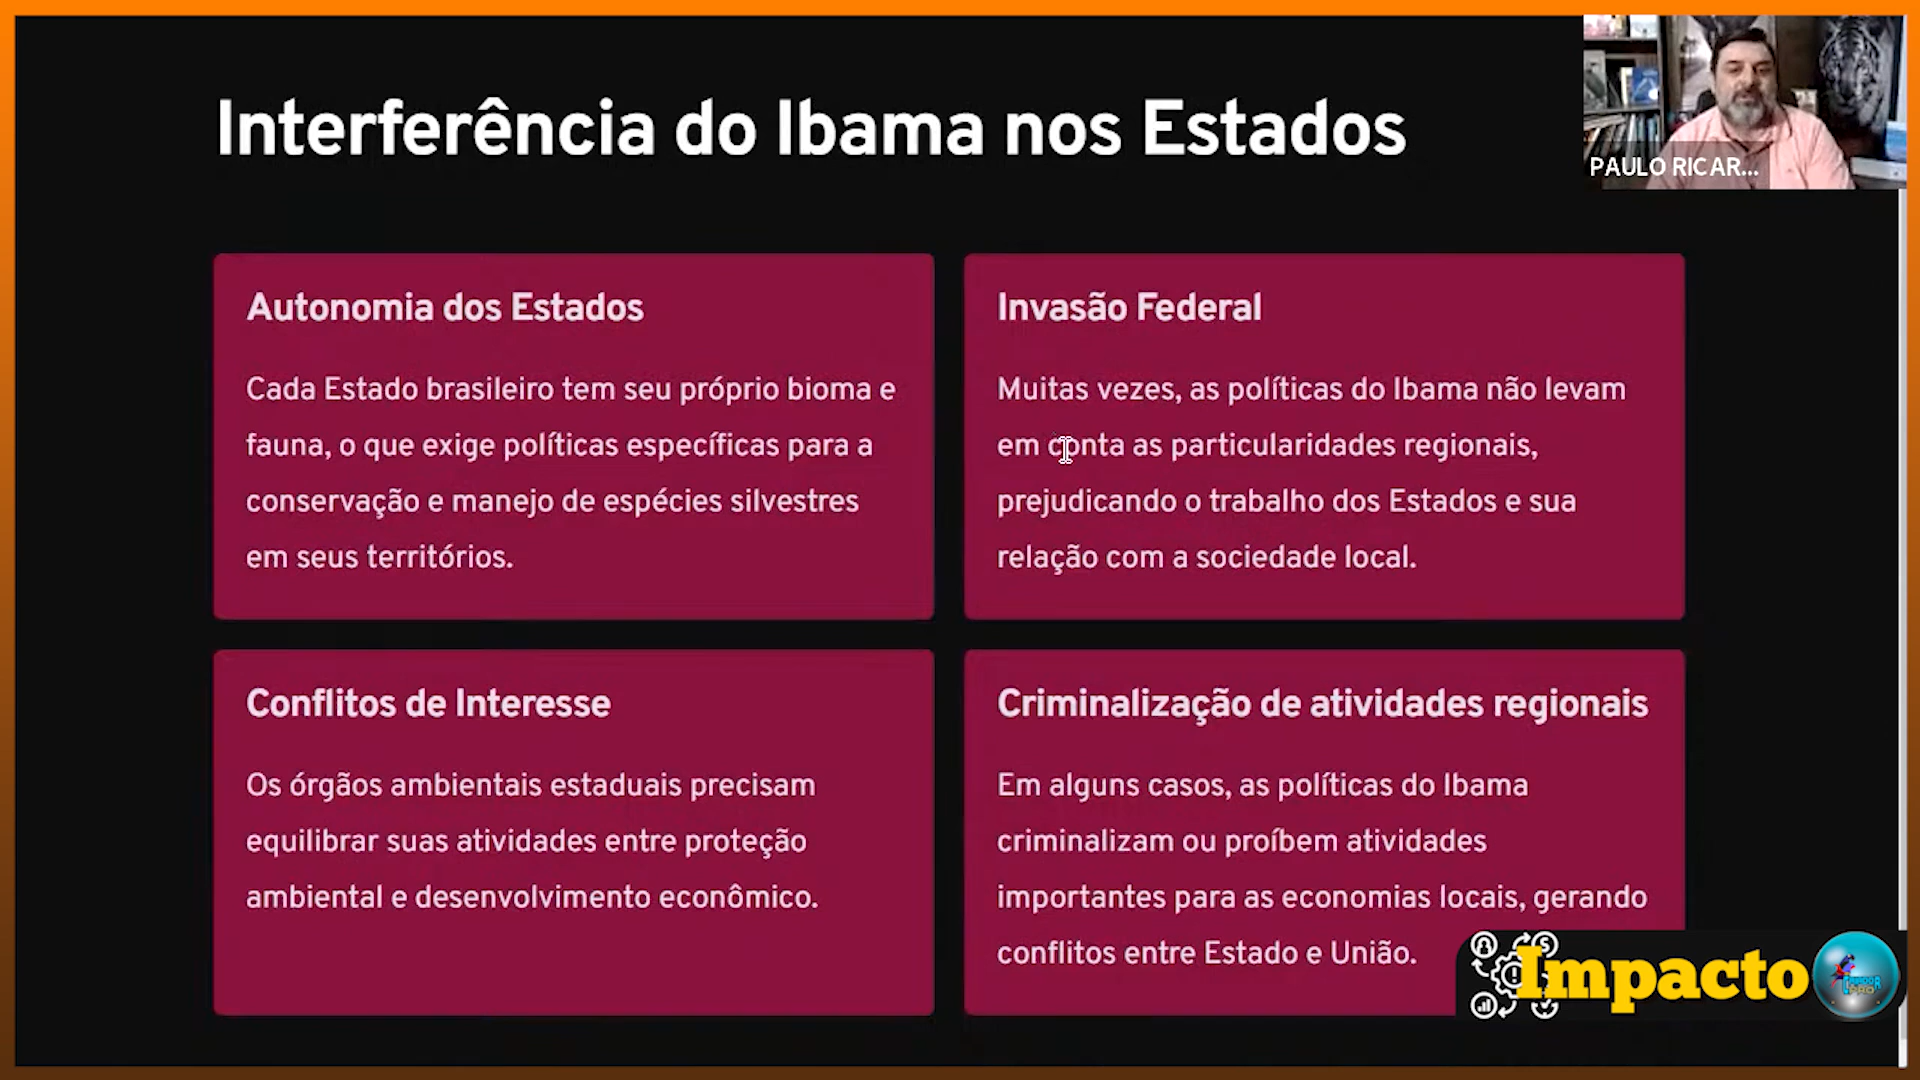 Interferência do Ibama nos Estados
PAULO RICAR...
Autonomia dos Estados
Cada Estado brasileiro tem seu próprio bioma e
fauna, o que exige políticas específicas para a
conservação e manejo de espécies silvestres
em seus territórios.
Invasão Federal
Muitas vezes, as políticas do Ibama não levam
em conta as particularidades regionais,
prejudicando o trabalho dos Estados e sua
relação com a sociedade local.
Conflitos de Interesse
Os órgãos ambientais estaduais precisam
equilibrar suas atividades entre proteção
ambiental e desenvolvimento econômico.
Criminalização de atividades regionais
Em alguns casos, as políticas do Ibama
criminalizam ou proíbem atividades
importantes para as economias locais, gerando
conflitos entre Estado e União.
Impacto